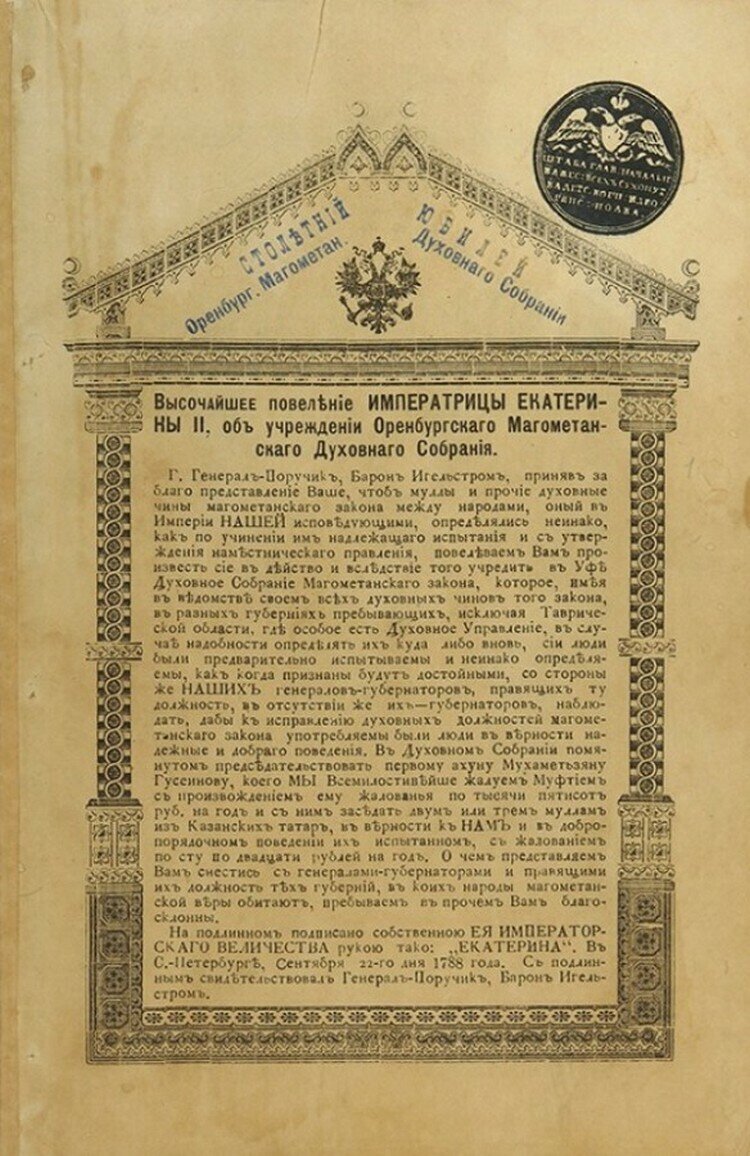 СТОЛѢТНІЙ ЮБИЛЕЙ
Оренбург. Магометан. Духовнаго Собранія
Высочайшее повелѣніе ИМПЕРАТРИЦЫ ЕКАТЕРИ-
НЫ II, объ учрежденіи Оренбургскаго Магометан-
скаго Духовнаго Собранія.
Г. Генералъ-Поручикъ, Баронъ Игельстромъ, принявъ за
благо представленіе Ваше, чтобъ муллы и прочіе духовные
чины магометанскаго закона между народами, оный въ
Имперіи НАШЕЙ исповѣдующими, опредѣлялись неинако,
какъ по учиненіи имъ надлежащаго испытанія и съ утвер-
жденія намѣстническаго правленія, повелѣваемъ Вамъ про-
известь сіе въ дѣйство и вслѣдствіе того учредить въ Уфѣ
Духовное Собраніе Магометанскаго закона, которое, имѣя
въ вѣдомствѣ своемъ всѣхъ духовныхъ чиновъ того закона,
въ разныхъ губерніяхъ пребывающихъ, исключая Тавриче-
ской области, гдѣ особое есть Духовное Управленіе, въ слу-
чаѣ надобности опредѣлять ихъ куда либо вновь, сіи люди
были предварительно испытываемы и неинако опредѣля-
емы, какъ когда признаны будутъ достойными, со стороны
же НАШИХЪ генераловъ-губернаторовъ, правящихъ ту
должность, въ отсутствіи же ихъ—губернаторовъ, наблю-
дать, дабы къ исправленію духовныхъ должностей магоме-
танскаго закона употребляемы были люди въ вѣрности на-
дежные и добраго поведенія. Въ Духовномъ Собраніи помя-
нутомъ предсѣдательствовать первому ахуну Мухаметьзяну
Гусеинову, коего МЫ Всемилостивѣйше жалуемъ Муфтіемъ
съ произвожденіемъ ему жалованья по тысячи пятисотъ
руб. на годъ и съ нимъ засѣдать двумъ или тремъ мулламъ
изъ Казанскихъ татаръ, въ вѣрности къ НАМЪ и въ добро-
порядочномъ поведеніи ихъ испытаннымъ, съ жалованіемъ
по сту по двадцати рублей на годъ. О чемъ представляемъ
Вамъ снестись съ генералами-губернаторами и правящими
ихъ должность тѣхъ губерній, въ коихъ народы магометан-
ской вѣры обитаютъ, пребываемъ въ прочемъ Вамъ благо-
склонны.
На подлинномъ подписано собственною ЕЯ ИМПЕРАТОР-
СКАГО ВЕЛИЧЕСТВА рукою тако: „ЕКАТЕРИНА“. Въ
С.-Петербургѣ, Сентября 22-го дня 1788 года. Съ подлин-
нымъ свидѣтельствовалъ Генералъ-Поручикъ, Баронъ Игель-
стромъ.